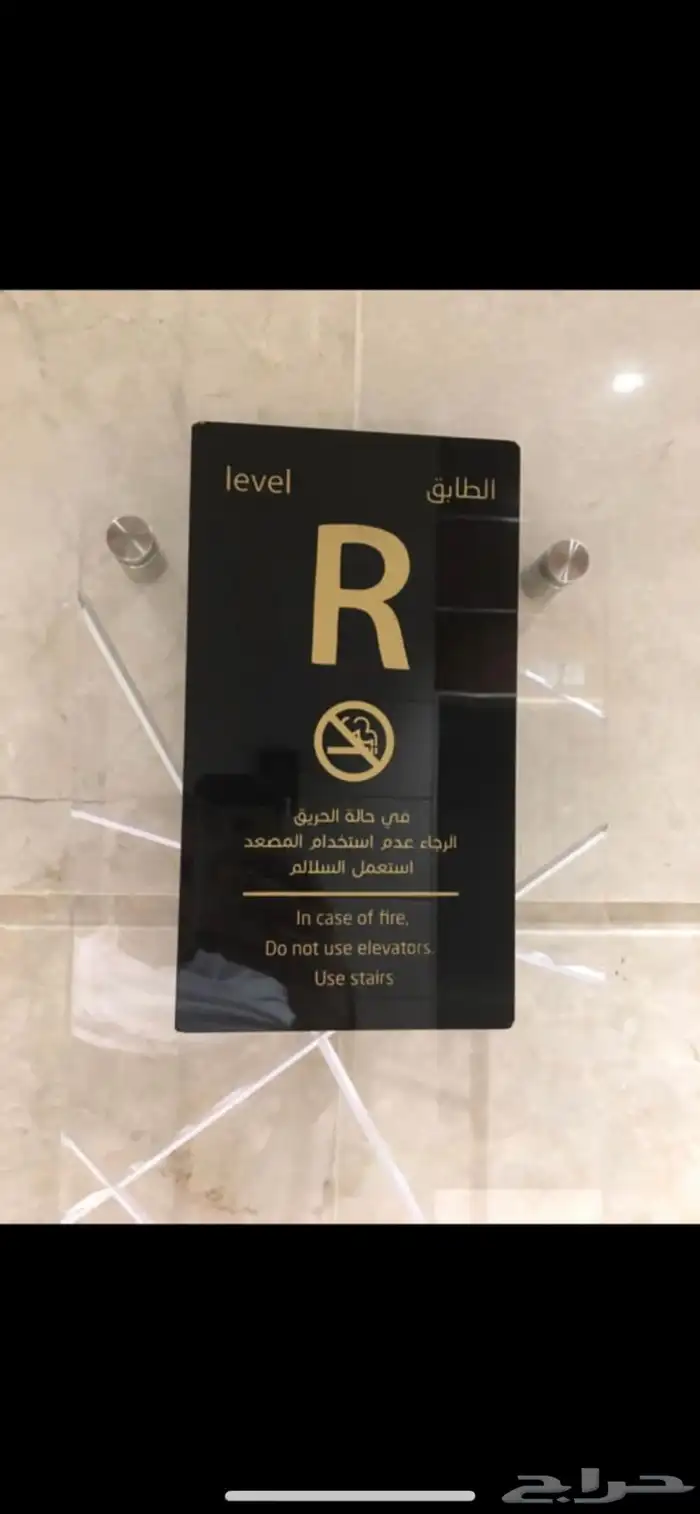 level الطابق
R
في حالة الحريق
الرجاء عدم استخدام المصعد
استعمل السلالم
In case of fire,
Do not use elevators.
Use stairs
حراج